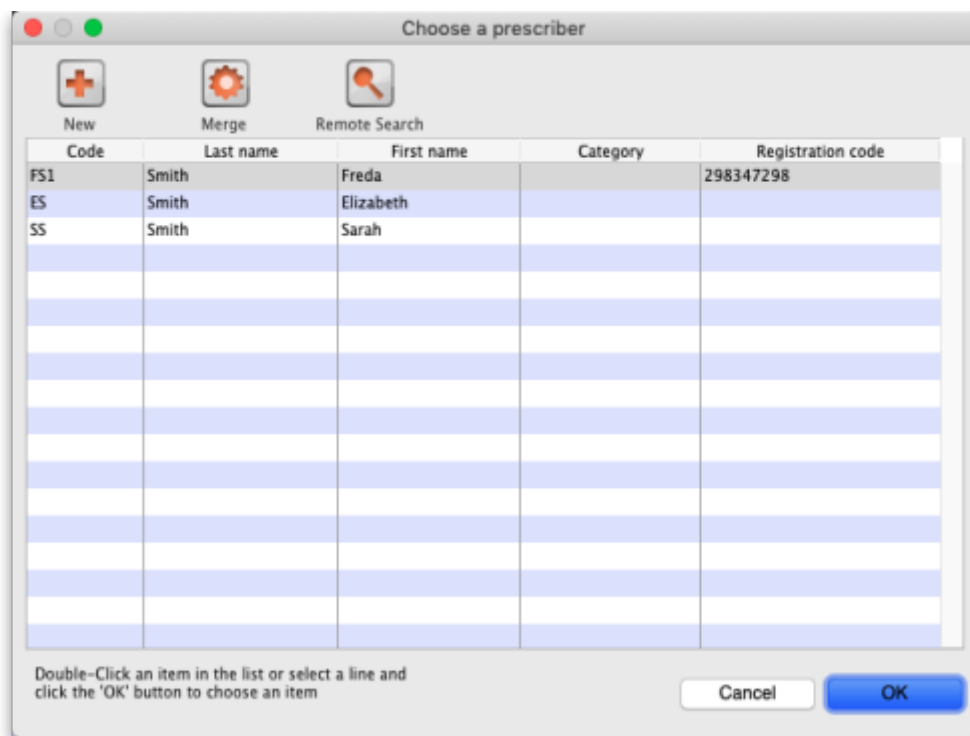 Choose a prescriber
New Merge Remote Search
Code Last name First name Category Registration code
FS1 Smith Freda 298347298
ES Smith Elizabeth
SS Smith Sarah
Double-Click an item in the list or select a line and
click the 'OK' button to choose an item
Cancel OK